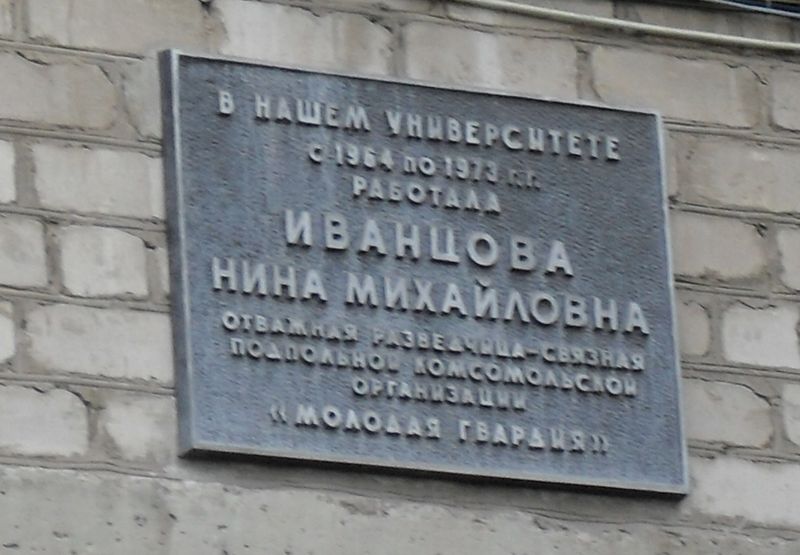 В НАШЕМ УНИВЕРСИТЕТЕ
С 1964 ПО 1973 Г.Г.
РАБОТАЛА
ИВАНЦОВА
НИНА МИХАЙЛОВНА
ОТВАЖНАЯ РАЗВЕДЧИЦА-СВЯЗНАЯ
ПОДПОЛЬНОЙ КОМСОМОЛЬСКОЙ
ОРГАНИЗАЦИИ
«МОЛОДАЯ ГВАРДИЯ»